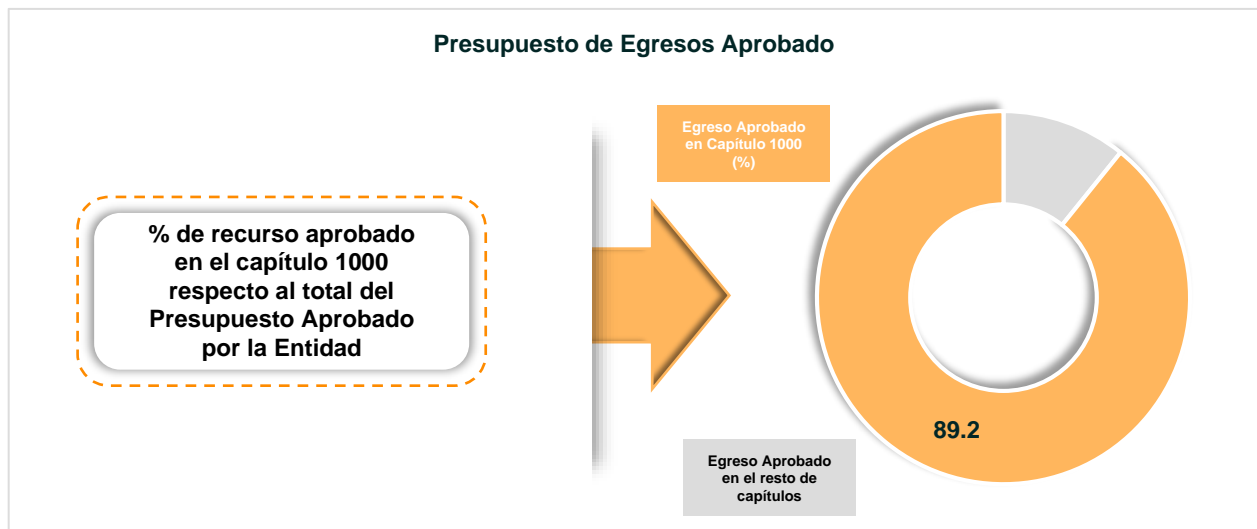 Presupuesto de Egresos Aprobado
% de recurso aprobado
en el capítulo 1000
respecto al total del
Presupuesto Aprobado
por la Entidad
Egreso Aprobado
en Capítulo 1000
(%)
89.2
Egreso Aprobado
en el resto de
capítulos